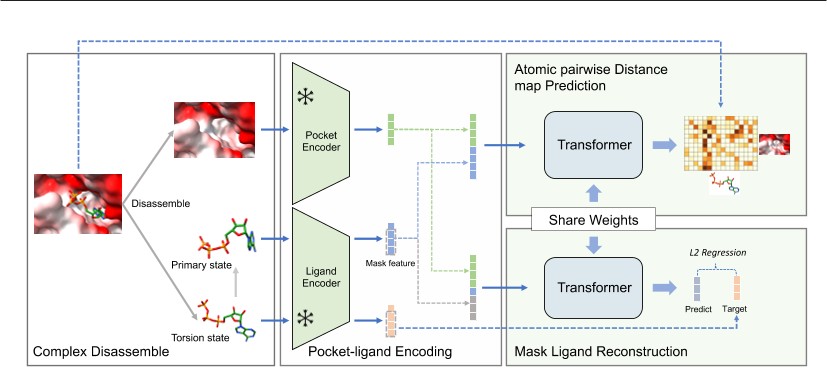 Atomic pairwise Distance
map Prediction
Pocket
Encoder
Transformer
Disassemble
Share Weights
Primary state
Mask feature
Ligand
Encoder
L2 Regression
Transformer
Torsion state
Predict
Target
Complex Disassemble
Pocket-ligand Encoding
Mask Ligand Reconstruction